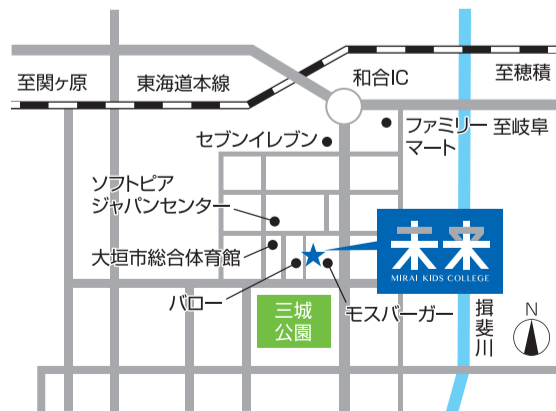 至関ヶ原
東海道本線
和合IC
至穂積
セブンイレブン
ファミリー
マート
至岐阜
ソフトピア
ジャパンセンター
大垣市総合体育館
未来
MIRAI KIDS COLLEGE
バロー
モスバーガー
三城
公園
揖斐川
N